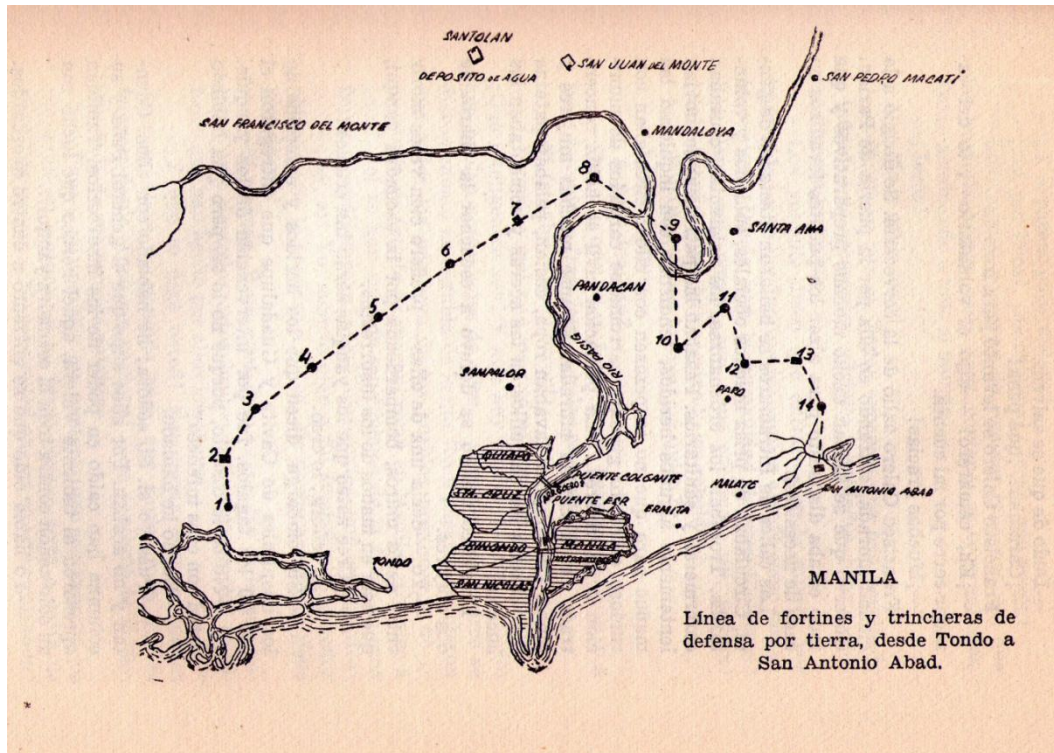 SANTOLAN
DEPOSITO DE AGUA
SAN JUAN DEL MONTE
SAN PEDRO MACATI
SAN FRANCISCO DEL MONTE
MANDALOYA
8
7
9
SANTA ANA
6
PANDACAN
5
11
10
RIO PASIG
4
12
13
SAMPALOC
PACO
3
14
2
QUIAPO
PUENTE COLGANTE
STA. CRUZ
MALATE
SAN ANTONIO ABAD
1
PUENTE ESP.
ERMITA
BINONDO
MANILA
INTRAMUROS
TONDO
SAN NICOLAS
MANILA
Línea de fortines y trincheras de
defensa por tierra, desde Tondo a
San Antonio Abad.